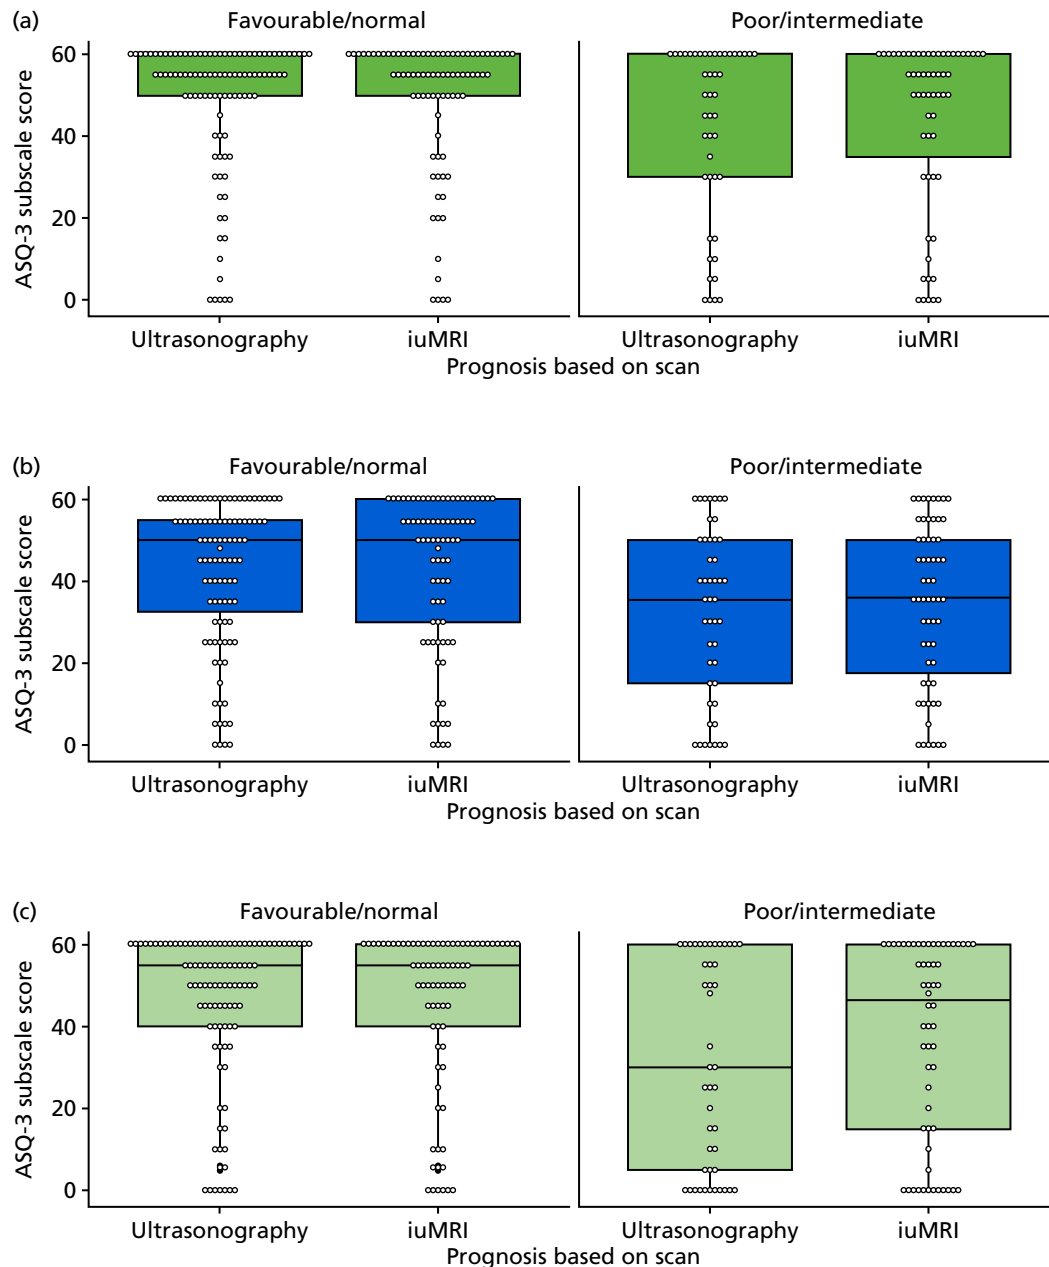 (a)
Favourable/normal
Poor/intermediate
ASQ-3 subscale score
60
40
20
0
Ultrasonography
iuMRI
Ultrasonography
iuMRI
Prognosis based on scan
(b)
Favourable/normal
Poor/intermediate
ASQ-3 subscale score
60
40
20
0
Ultrasonography
iuMRI
Ultrasonography
iuMRI
Prognosis based on scan
(c)
Favourable/normal
Poor/intermediate
ASQ-3 subscale score
60
40
20
0
Ultrasonography
iuMRI
Ultrasonography
iuMRI
Prognosis based on scan